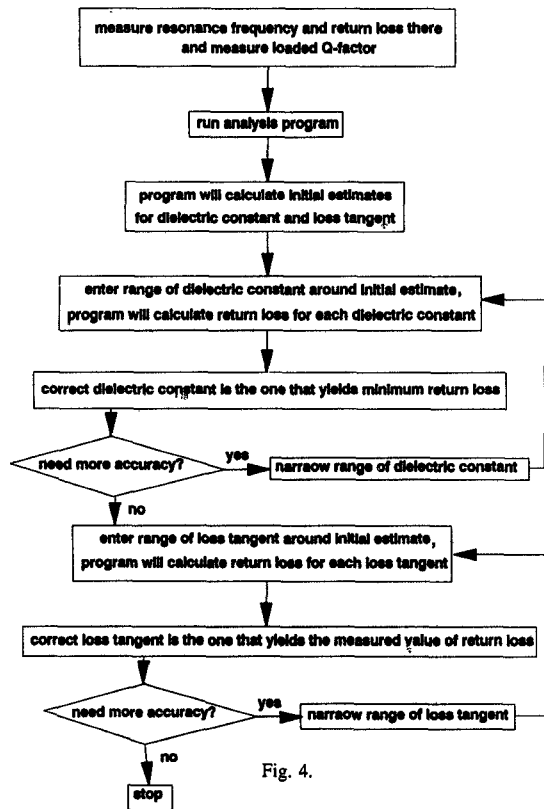 measure resonance frequency and return loss there
and measure loaded Q-factor
run analysis program
program will calculate initial estimates
for dielectric constant and loss tangent
enter range of dielectric constant around initial estimate,
program will calculate return loss for each dielectric constant
correct dielectric constant is the one that yields minimum return loss
need more accuracy?
yes
narraow range of dielectric constant
no
enter range of loss tangent around initial estimate,
program will calculate return loss for each loss tangent
correct loss tangent is the one that yields the measured value of return loss
need more accuracy?
yes
narraow range of loss tangent
no
stop
Fig. 4.